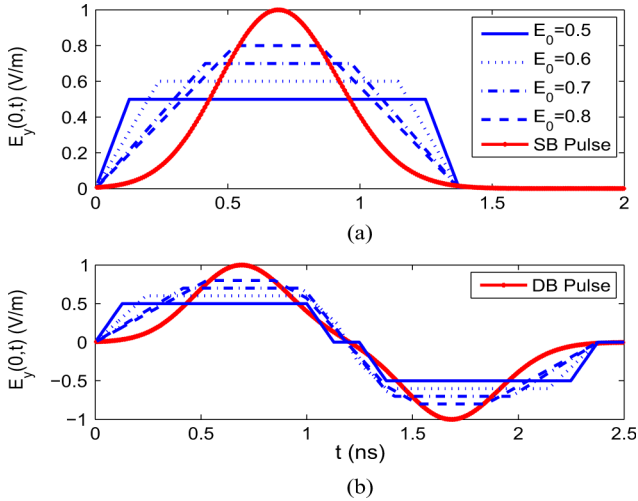 1
0.8
0.6
0.4
0.2
0
E_y(0,t) (V/m)
E_0=0.5
E_0=0.6
E_0=0.7
E_0=0.8
SB Pulse
0 0.5 1 1.5 2
(a)
1
0.5
0
−0.5
−1
E_y(0,t) (V/m)
DB Pulse
0 0.5 1 1.5 2 2.5
t (ns)
(b)